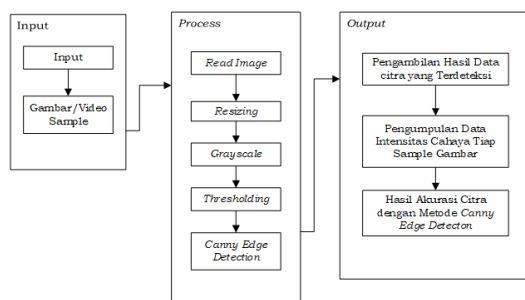 Input
Input
Gambar/Video
Sample
Process
Read Image
Resizing
Grayscale
Thresholding
Canny Edge
Detection
Output
Pengambilan Hasil Data
citra yang Terdeteksi
Pengumpulan Data
Intensitas Cahaya Tiap
Sample Gambar
Hasil Akurasi Citra
dengan Metode Canny
Edge Detecton